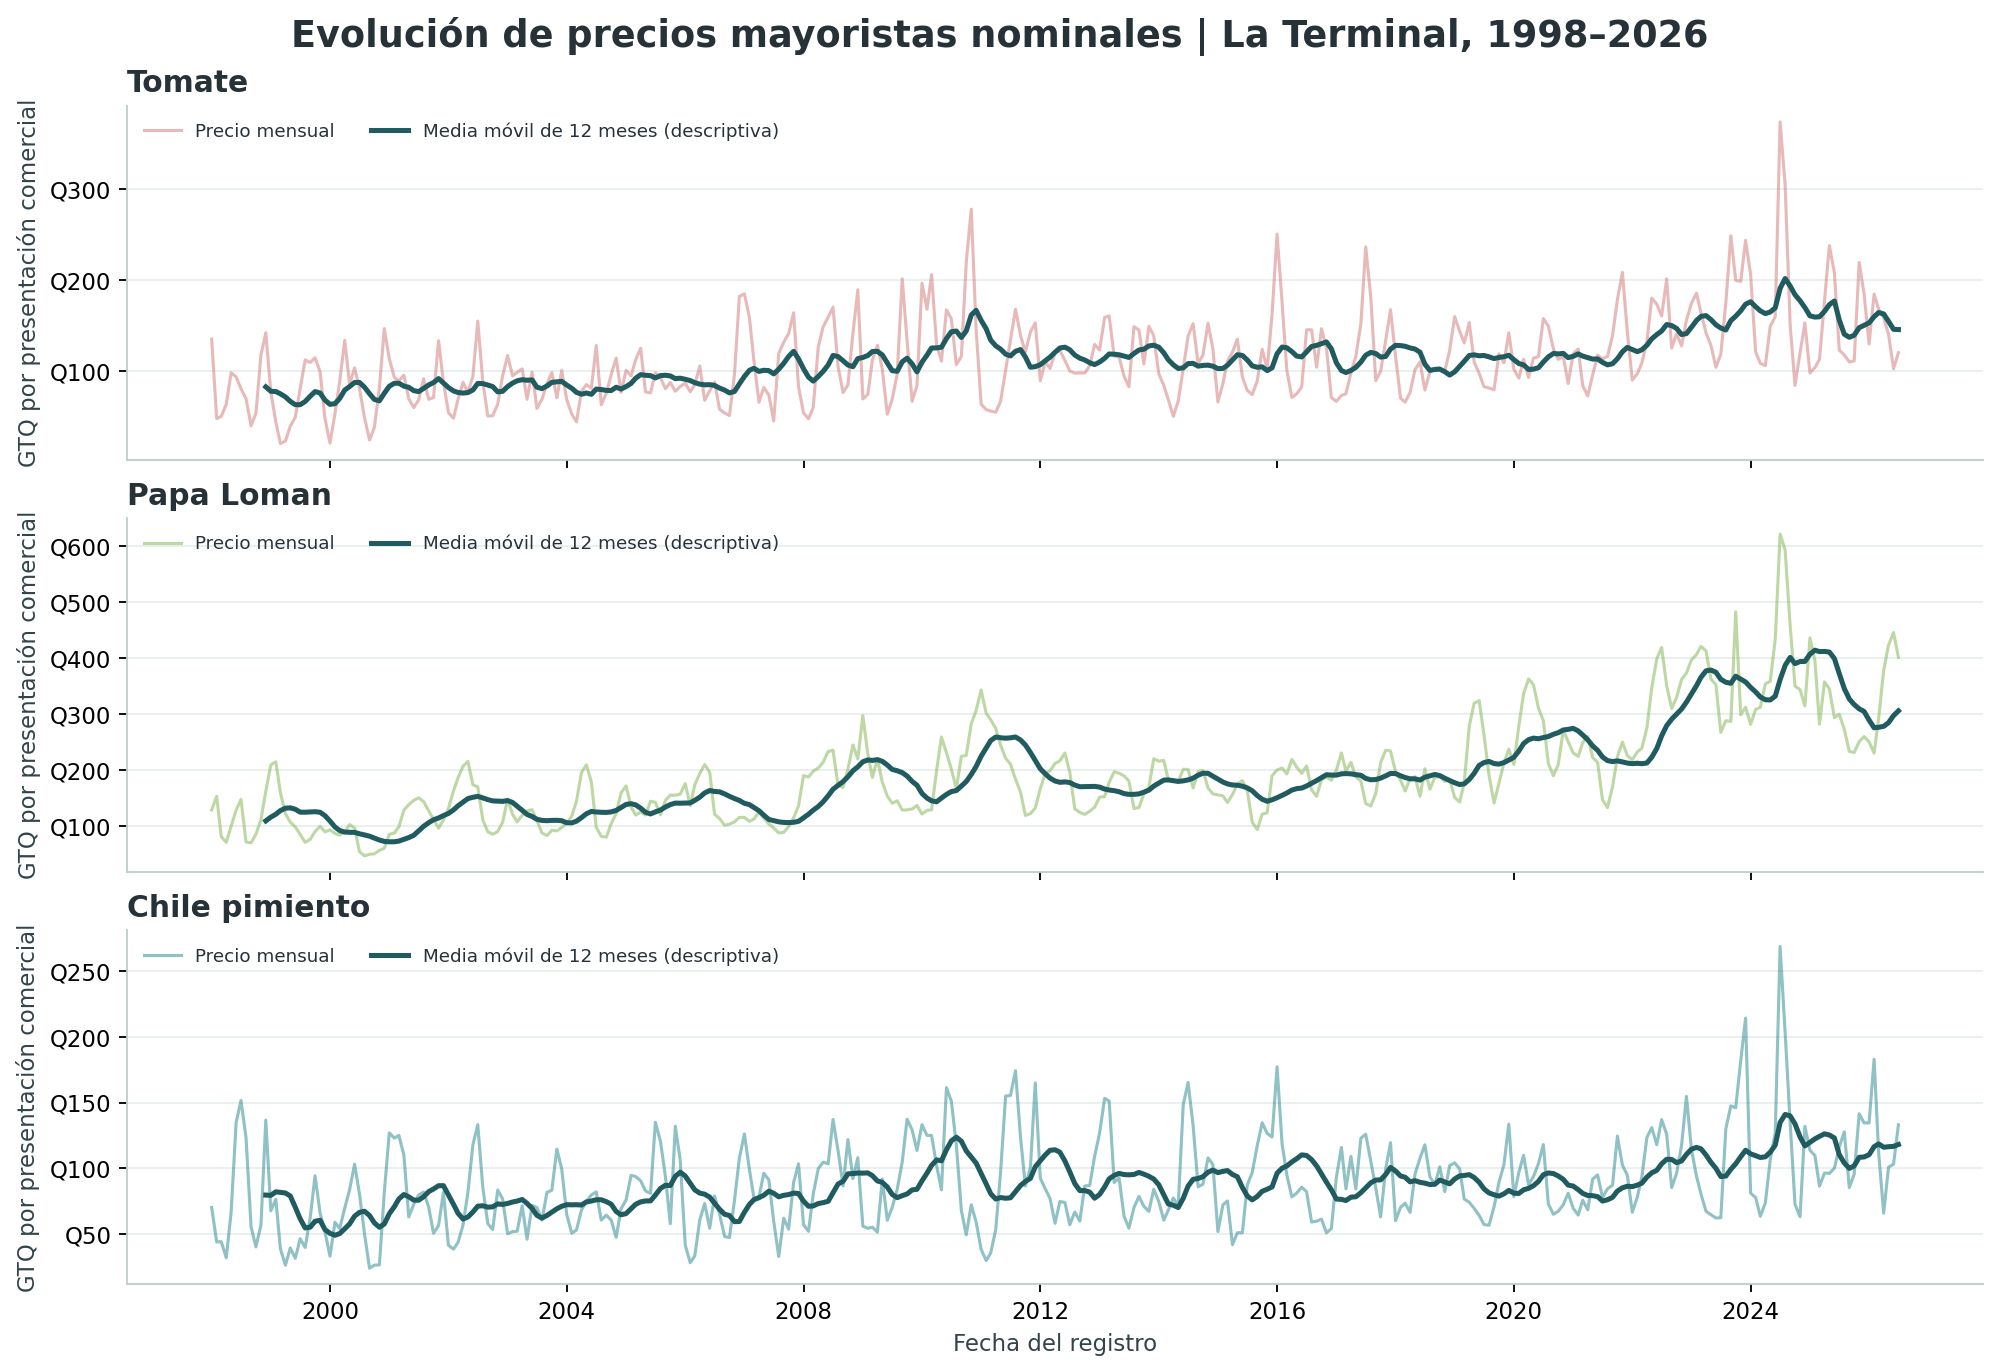 Evolución de precios mayoristas nominales | La Terminal, 1998–2026
Tomate
GTQ por presentación comercial
Precio mensual
Media móvil de 12 meses (descriptiva)
Q300
Q200
Q100
Papa Loman
GTQ por presentación comercial
Precio mensual
Media móvil de 12 meses (descriptiva)
Q600
Q500
Q400
Q300
Q200
Q100
Chile pimiento
GTQ por presentación comercial
Precio mensual
Media móvil de 12 meses (descriptiva)
Q250
Q200
Q150
Q100
Q50
2000 2004 2008 2012 2016 2020 2024
Fecha del registro